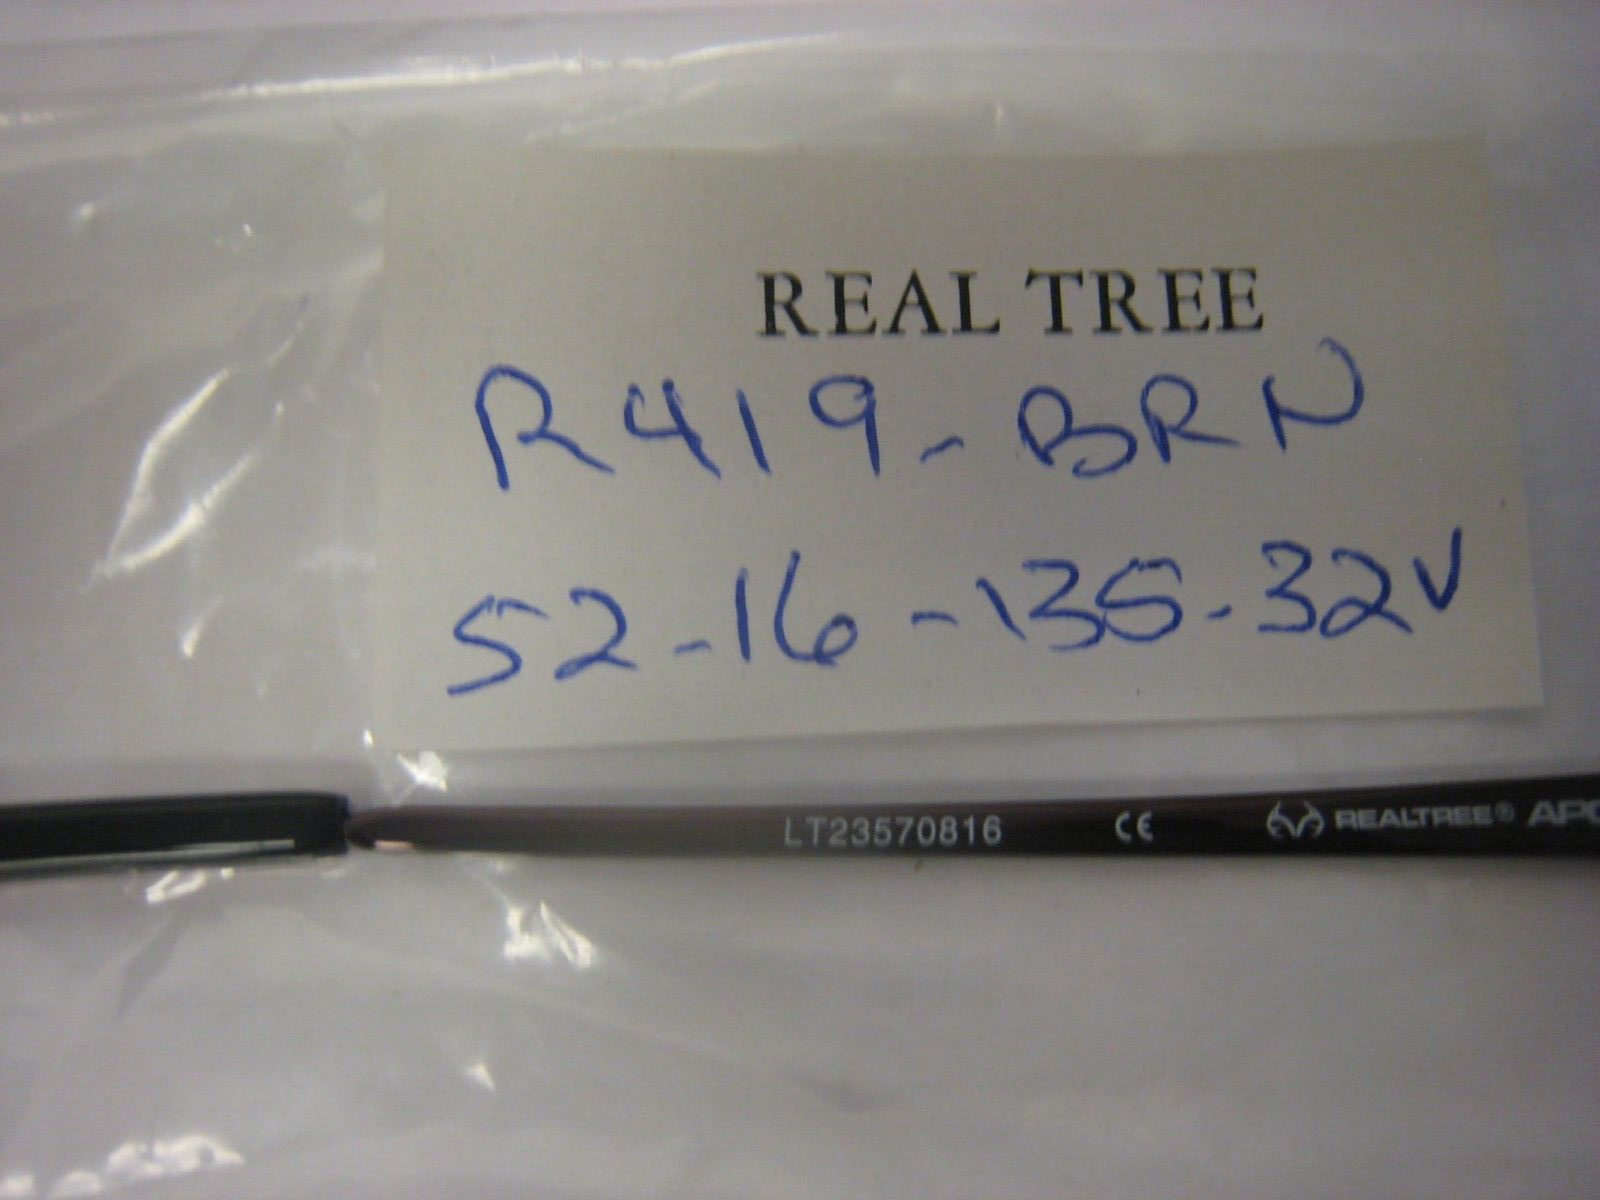 REAL TREE
R419-BRN
52-16-135-32V
LT23570816 CE REALTREE®